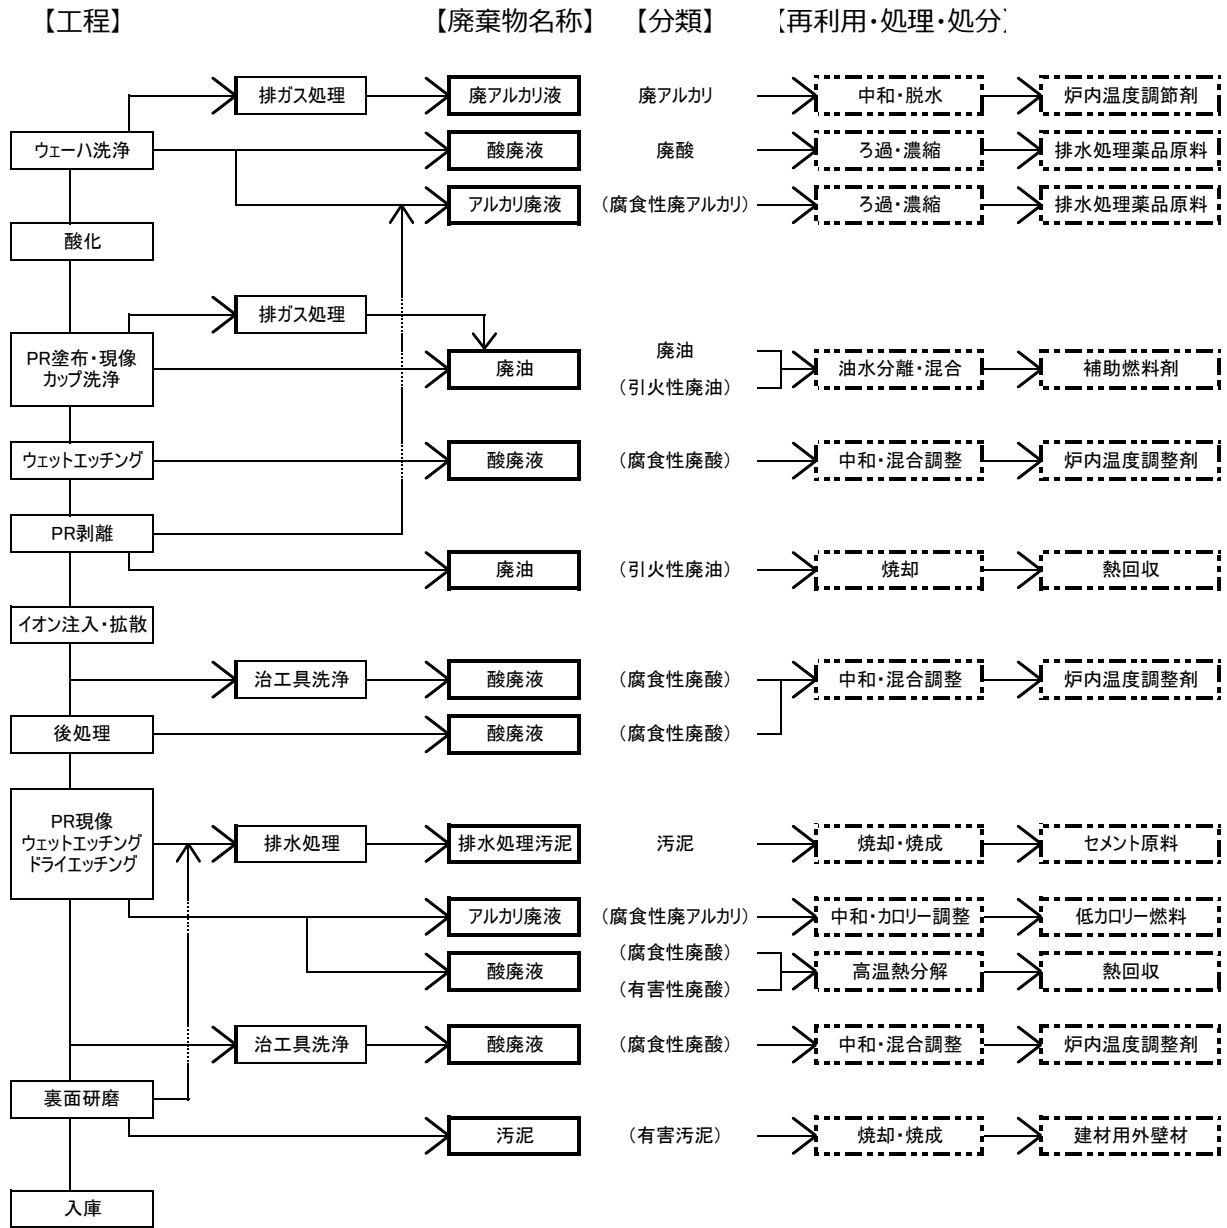 【工程】 【廃棄物名称】 【分類】 【再利用・処理・処分】
排ガス処理 廃アルカリ液 廃アルカリ 中和・脱水 炉内温度調節剤
ウェーハ洗浄 酸廃液 廃酸 ろ過・濃縮 排水処理薬品原料
アルカリ廃液 （腐食性廃アルカリ） ろ過・濃縮 排水処理薬品原料
酸化
排ガス処理
PR塗布・現像
カップ洗浄
廃油
廃油
（引火性廃油）
油水分離・混合 補助燃料剤
ウェットエッチング 酸廃液 （腐食性廃酸） 中和・混合調整 炉内温度調整剤
PR剥離
廃油 （引火性廃油） 焼却 熱回収
イオン注入・拡散
治工具洗浄 酸廃液 （腐食性廃酸） 中和・混合調整 炉内温度調整剤
後処理 酸廃液 （腐食性廃酸）
PR現像
ウェットエッチング
ドライエッチング
排水処理 排水処理汚泥 汚泥 焼却・焼成 セメント原料
アルカリ廃液 （腐食性廃アルカリ） 中和・カロリー調整 低カロリー燃料
酸廃液
（腐食性廃酸）
（有害性廃酸）
高温熱分解 熱回収
治工具洗浄 酸廃液 （腐食性廃酸） 中和・混合調整 炉内温度調整剤
裏面研磨
汚泥 （有害汚泥） 焼却・焼成 建材用外壁材
入庫